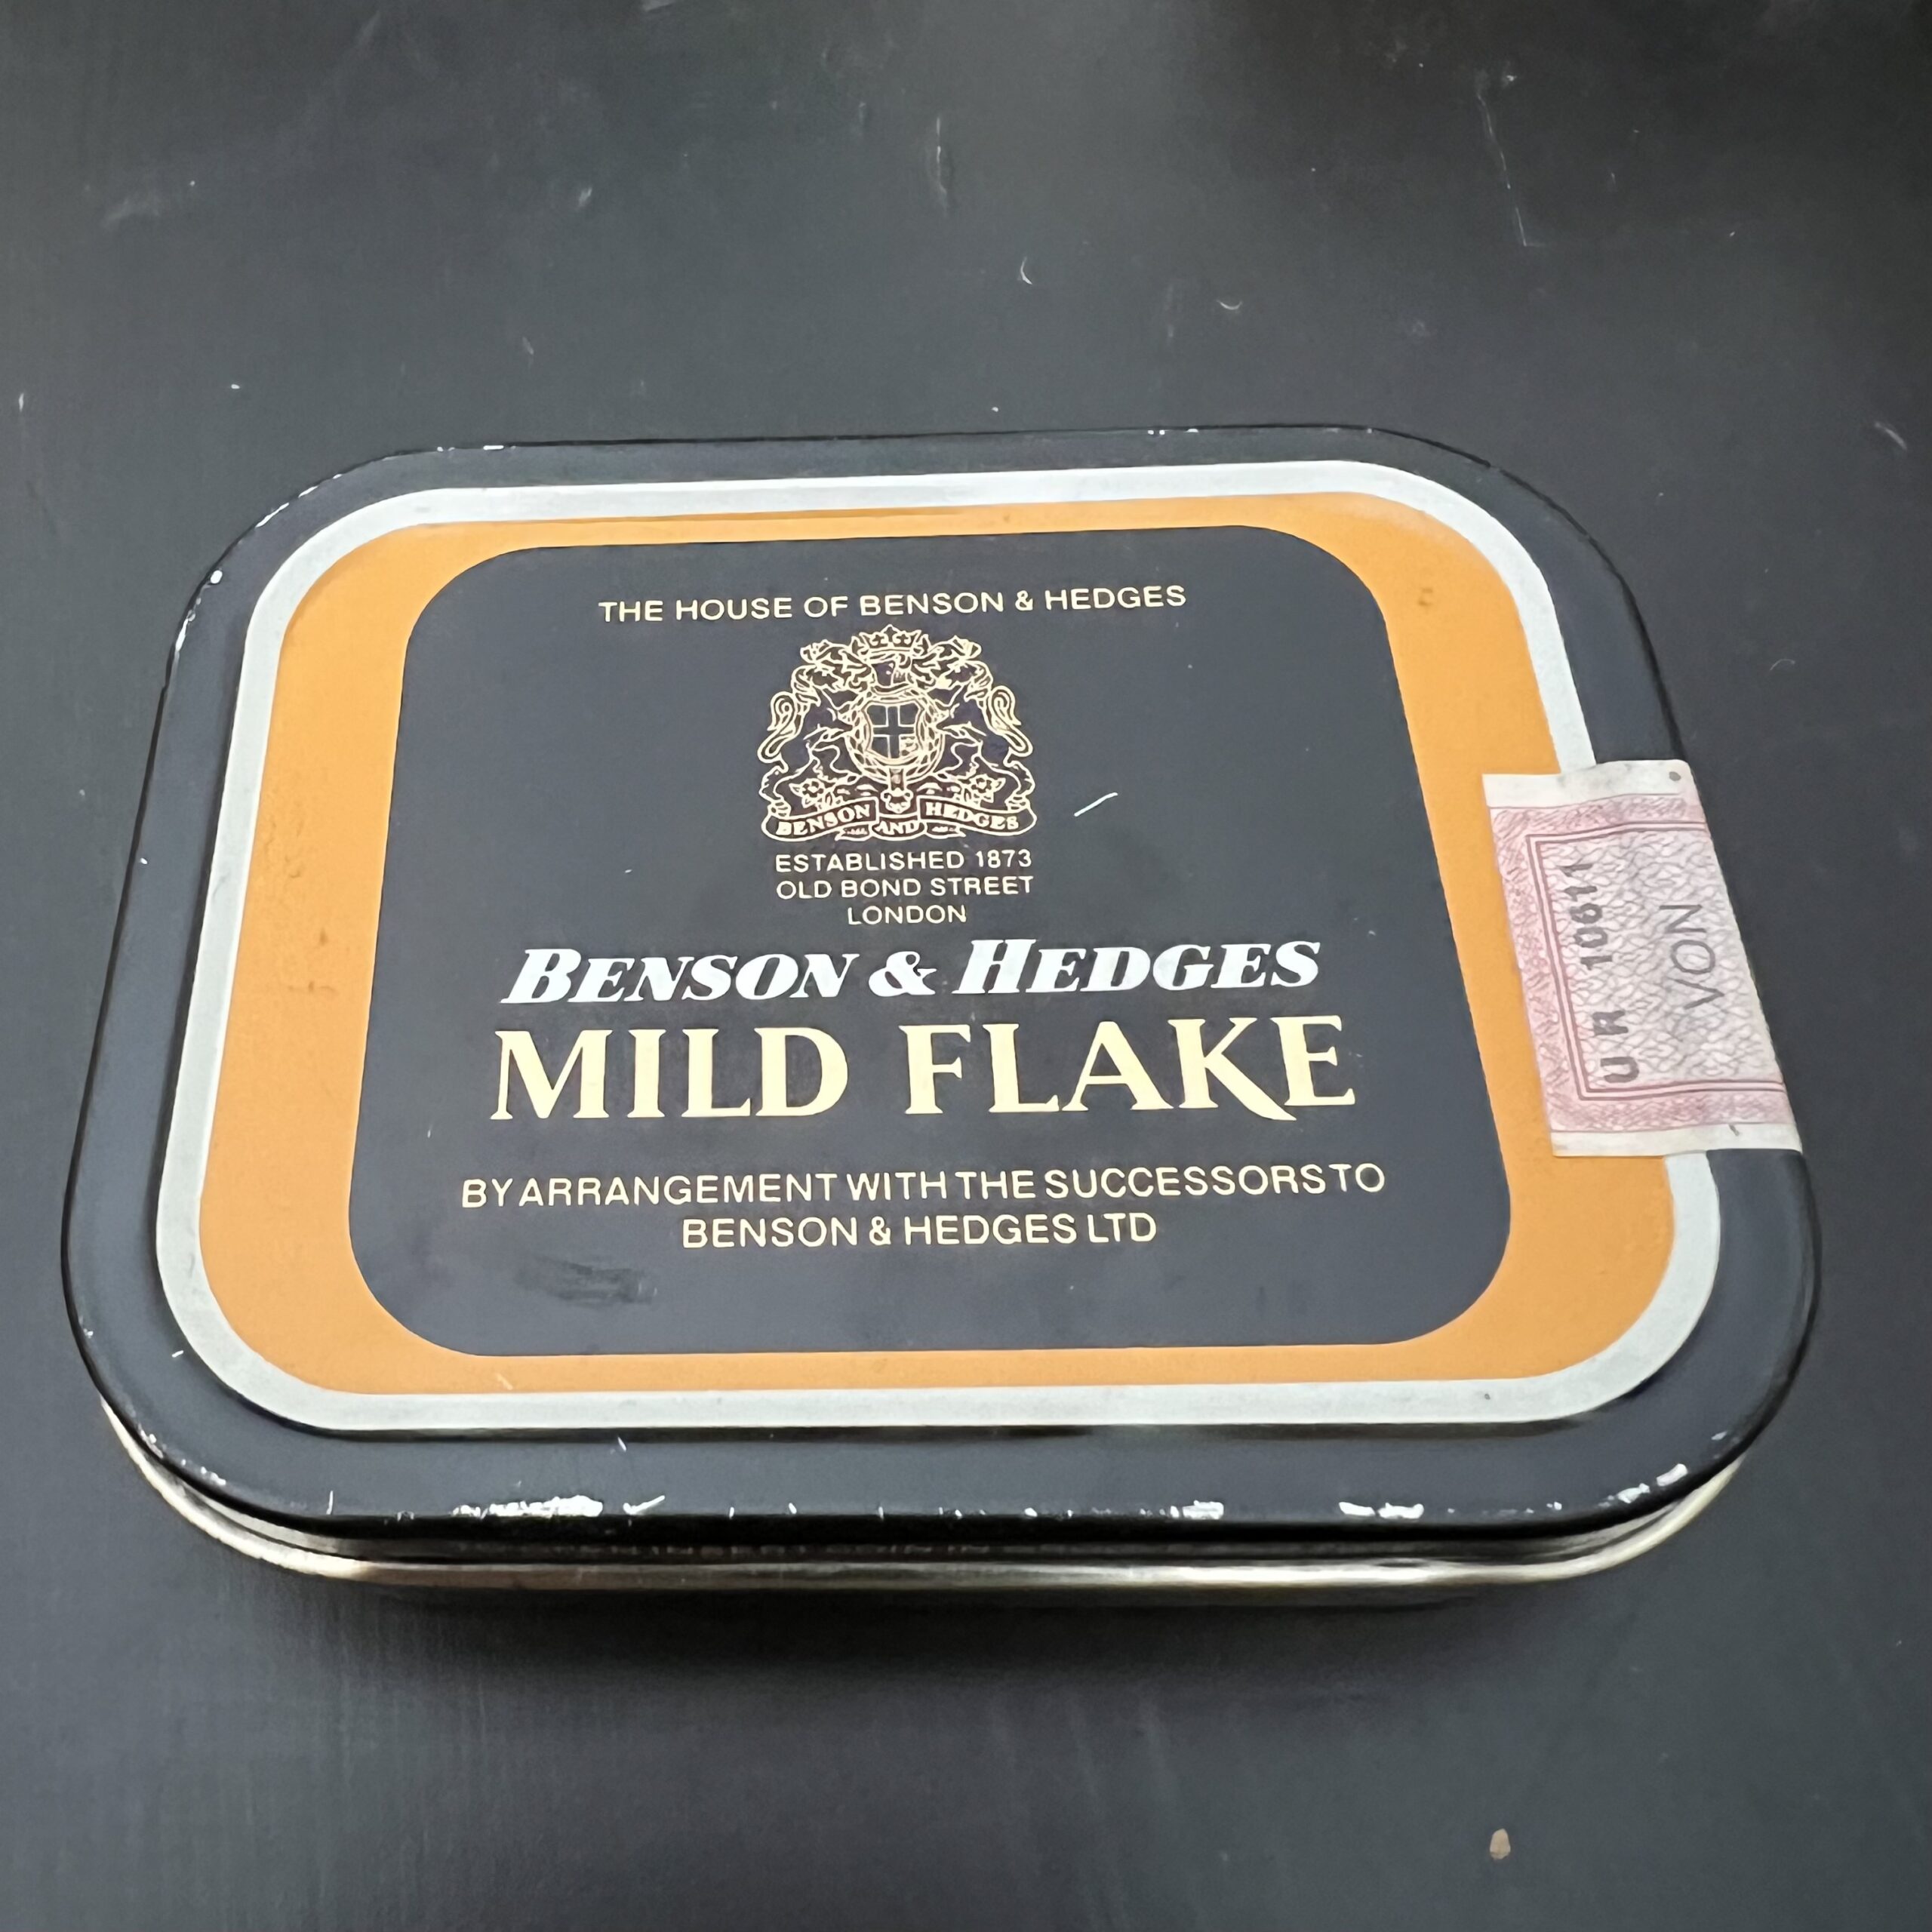 THE HOUSE OF BENSON & HEDGES
BENSON AND HEDGES
ESTABLISHED 1873
OLD BOND STREET
LONDON
BENSON & HEDGES
MILD FLAKE
BY ARRANGEMENT WITH THE SUCCESSORS TO
BENSON & HEDGES LTD
UR 10611
NOV